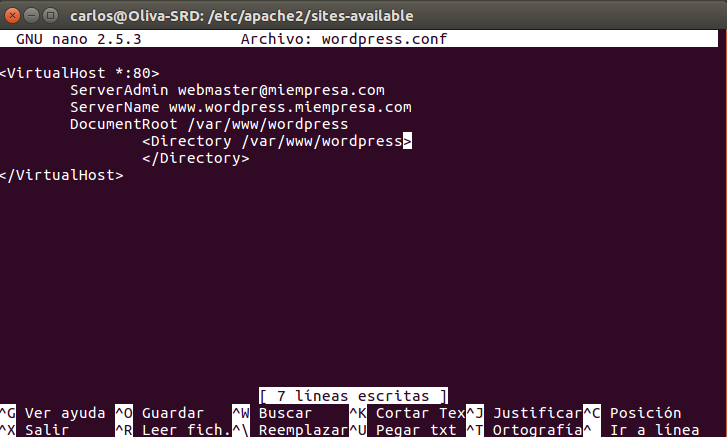 carlos@Oliva-SRD: /etc/apache2/sites-available
GNU nano 2.5.3 Archivo: wordpress.conf
<VirtualHost *:80>
ServerAdmin webmaster@miempresa.com
ServerName www.wordpress.miempresa.com
DocumentRoot /var/www/wordpress
<Directory /var/www/wordpress>
</Directory>
</VirtualHost>
[ 7 líneas escritas ]
^G Ver ayuda ^O Guardar ^W Buscar ^K Cortar Tex^J Justificar^C Posición
^X Salir ^R Leer fich.^\ Reemplazar^U Pegar txt ^T Ortografía^ Ir a línea